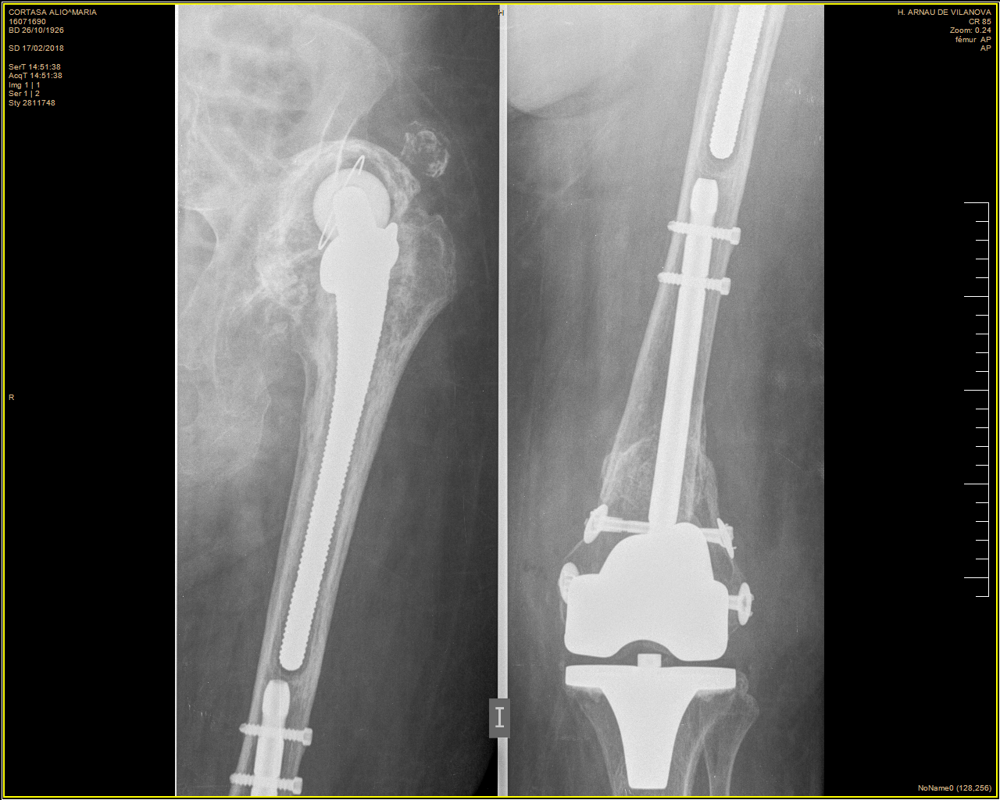 CORTASA ALIO^MARIA
16071690
BD 26/10/1926
SD 17/02/2018
SerT 14:51:38
AcqT 14:51:38
Img 1 | 1
Ser 1 | 2
Sty 2811748
H
H. ARNAU DE VILANOVA
CR 85
Zoom: 0.24
fémur AP
AP
R
I
NoName0 (128,256)